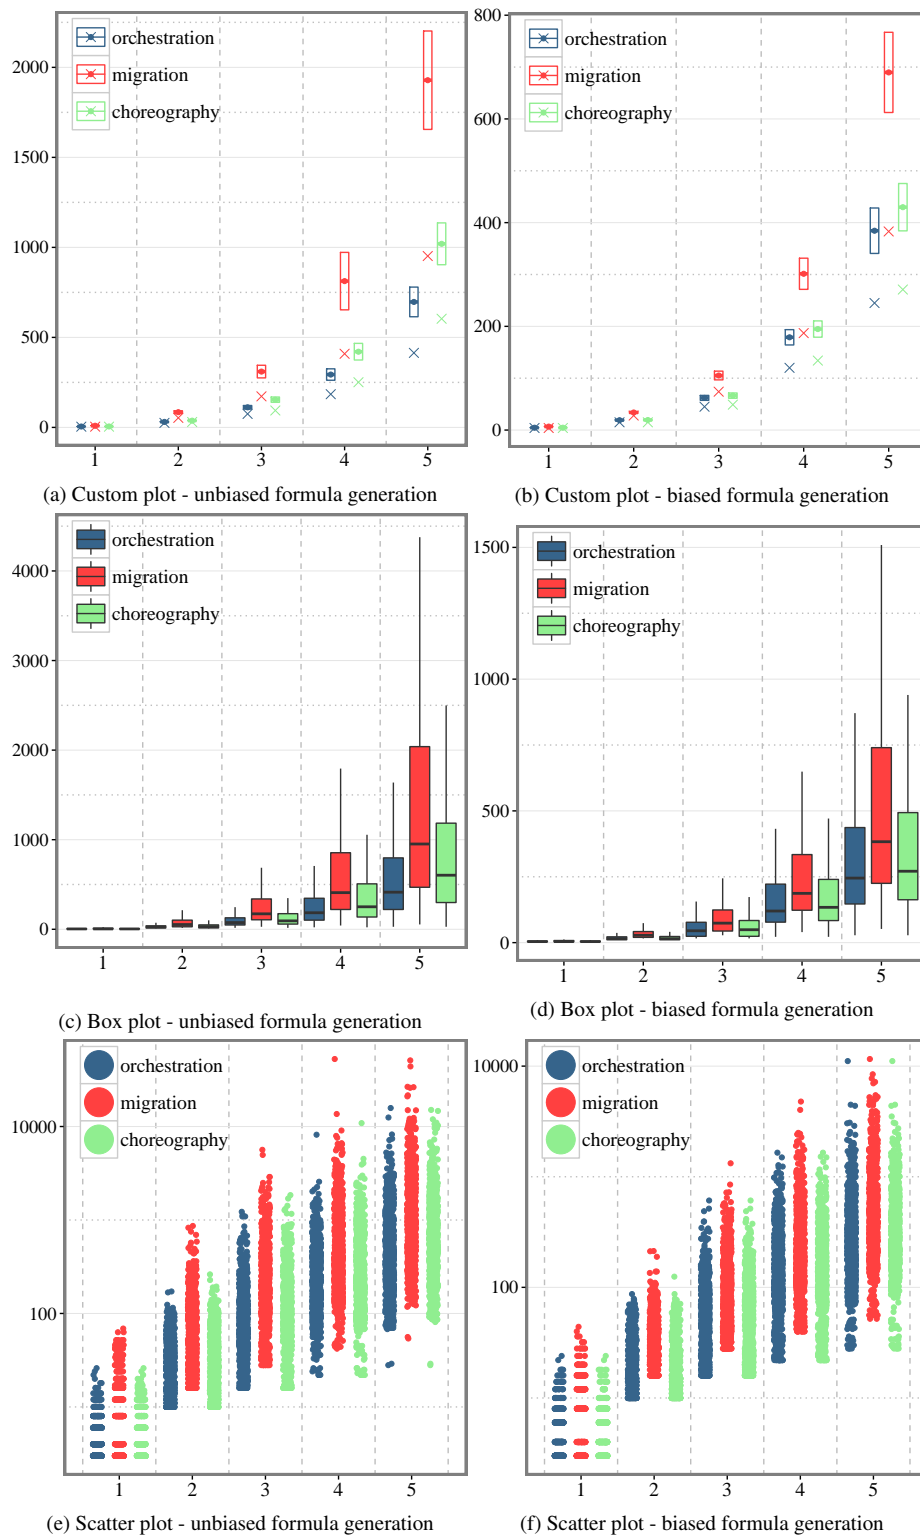 orchestration
migration
choreography
2000
1500
1000
500
0
1 2 3 4 5
(a) Custom plot - unbiased formula generation
orchestration
migration
choreography
800
600
400
200
0
1 2 3 4 5
(b) Custom plot - biased formula generation
orchestration
migration
choreography
4000
3000
2000
1000
0
1 2 3 4 5
(c) Box plot - unbiased formula generation
orchestration
migration
choreography
1500
1000
500
0
1 2 3 4 5
(d) Box plot - biased formula generation
orchestration
migration
choreography
10000
100
1 2 3 4 5
(e) Scatter plot - unbiased formula generation
orchestration
migration
choreography
10000
100
1 2 3 4 5
(f) Scatter plot - biased formula generation